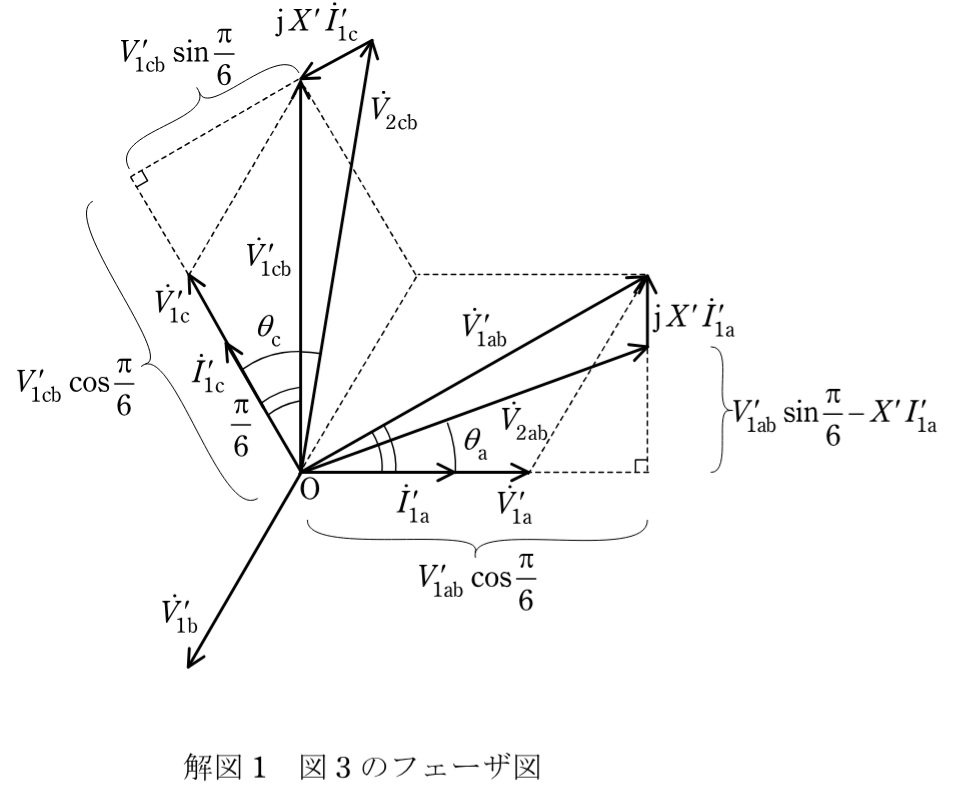 jX′İ′1c
V′1cb sin π/6
V̇2cb
V̇′1cb
V̇′1c
θc
İ′1c
V′1cb cos π/6
π/6
V̇′1ab
jX′İ′1a
V̇2ab
θa
V′1ab sin π/6 − X′I′1a
O
İ′1a
V̇′1a
V′1ab cos π/6
V̇′1b
解図1　図3のフェーザ図